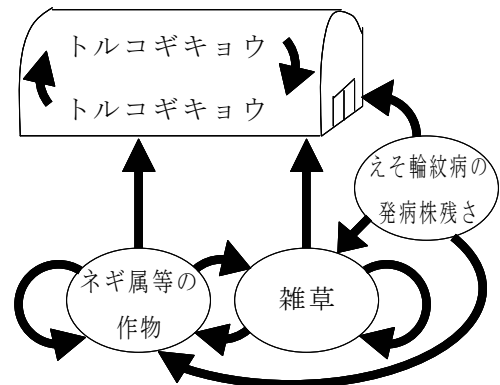 トルコギキョウ
トルコギキョウ
えそ輪紋病の
発病株残さ
ネギ属等の
作物
雑草